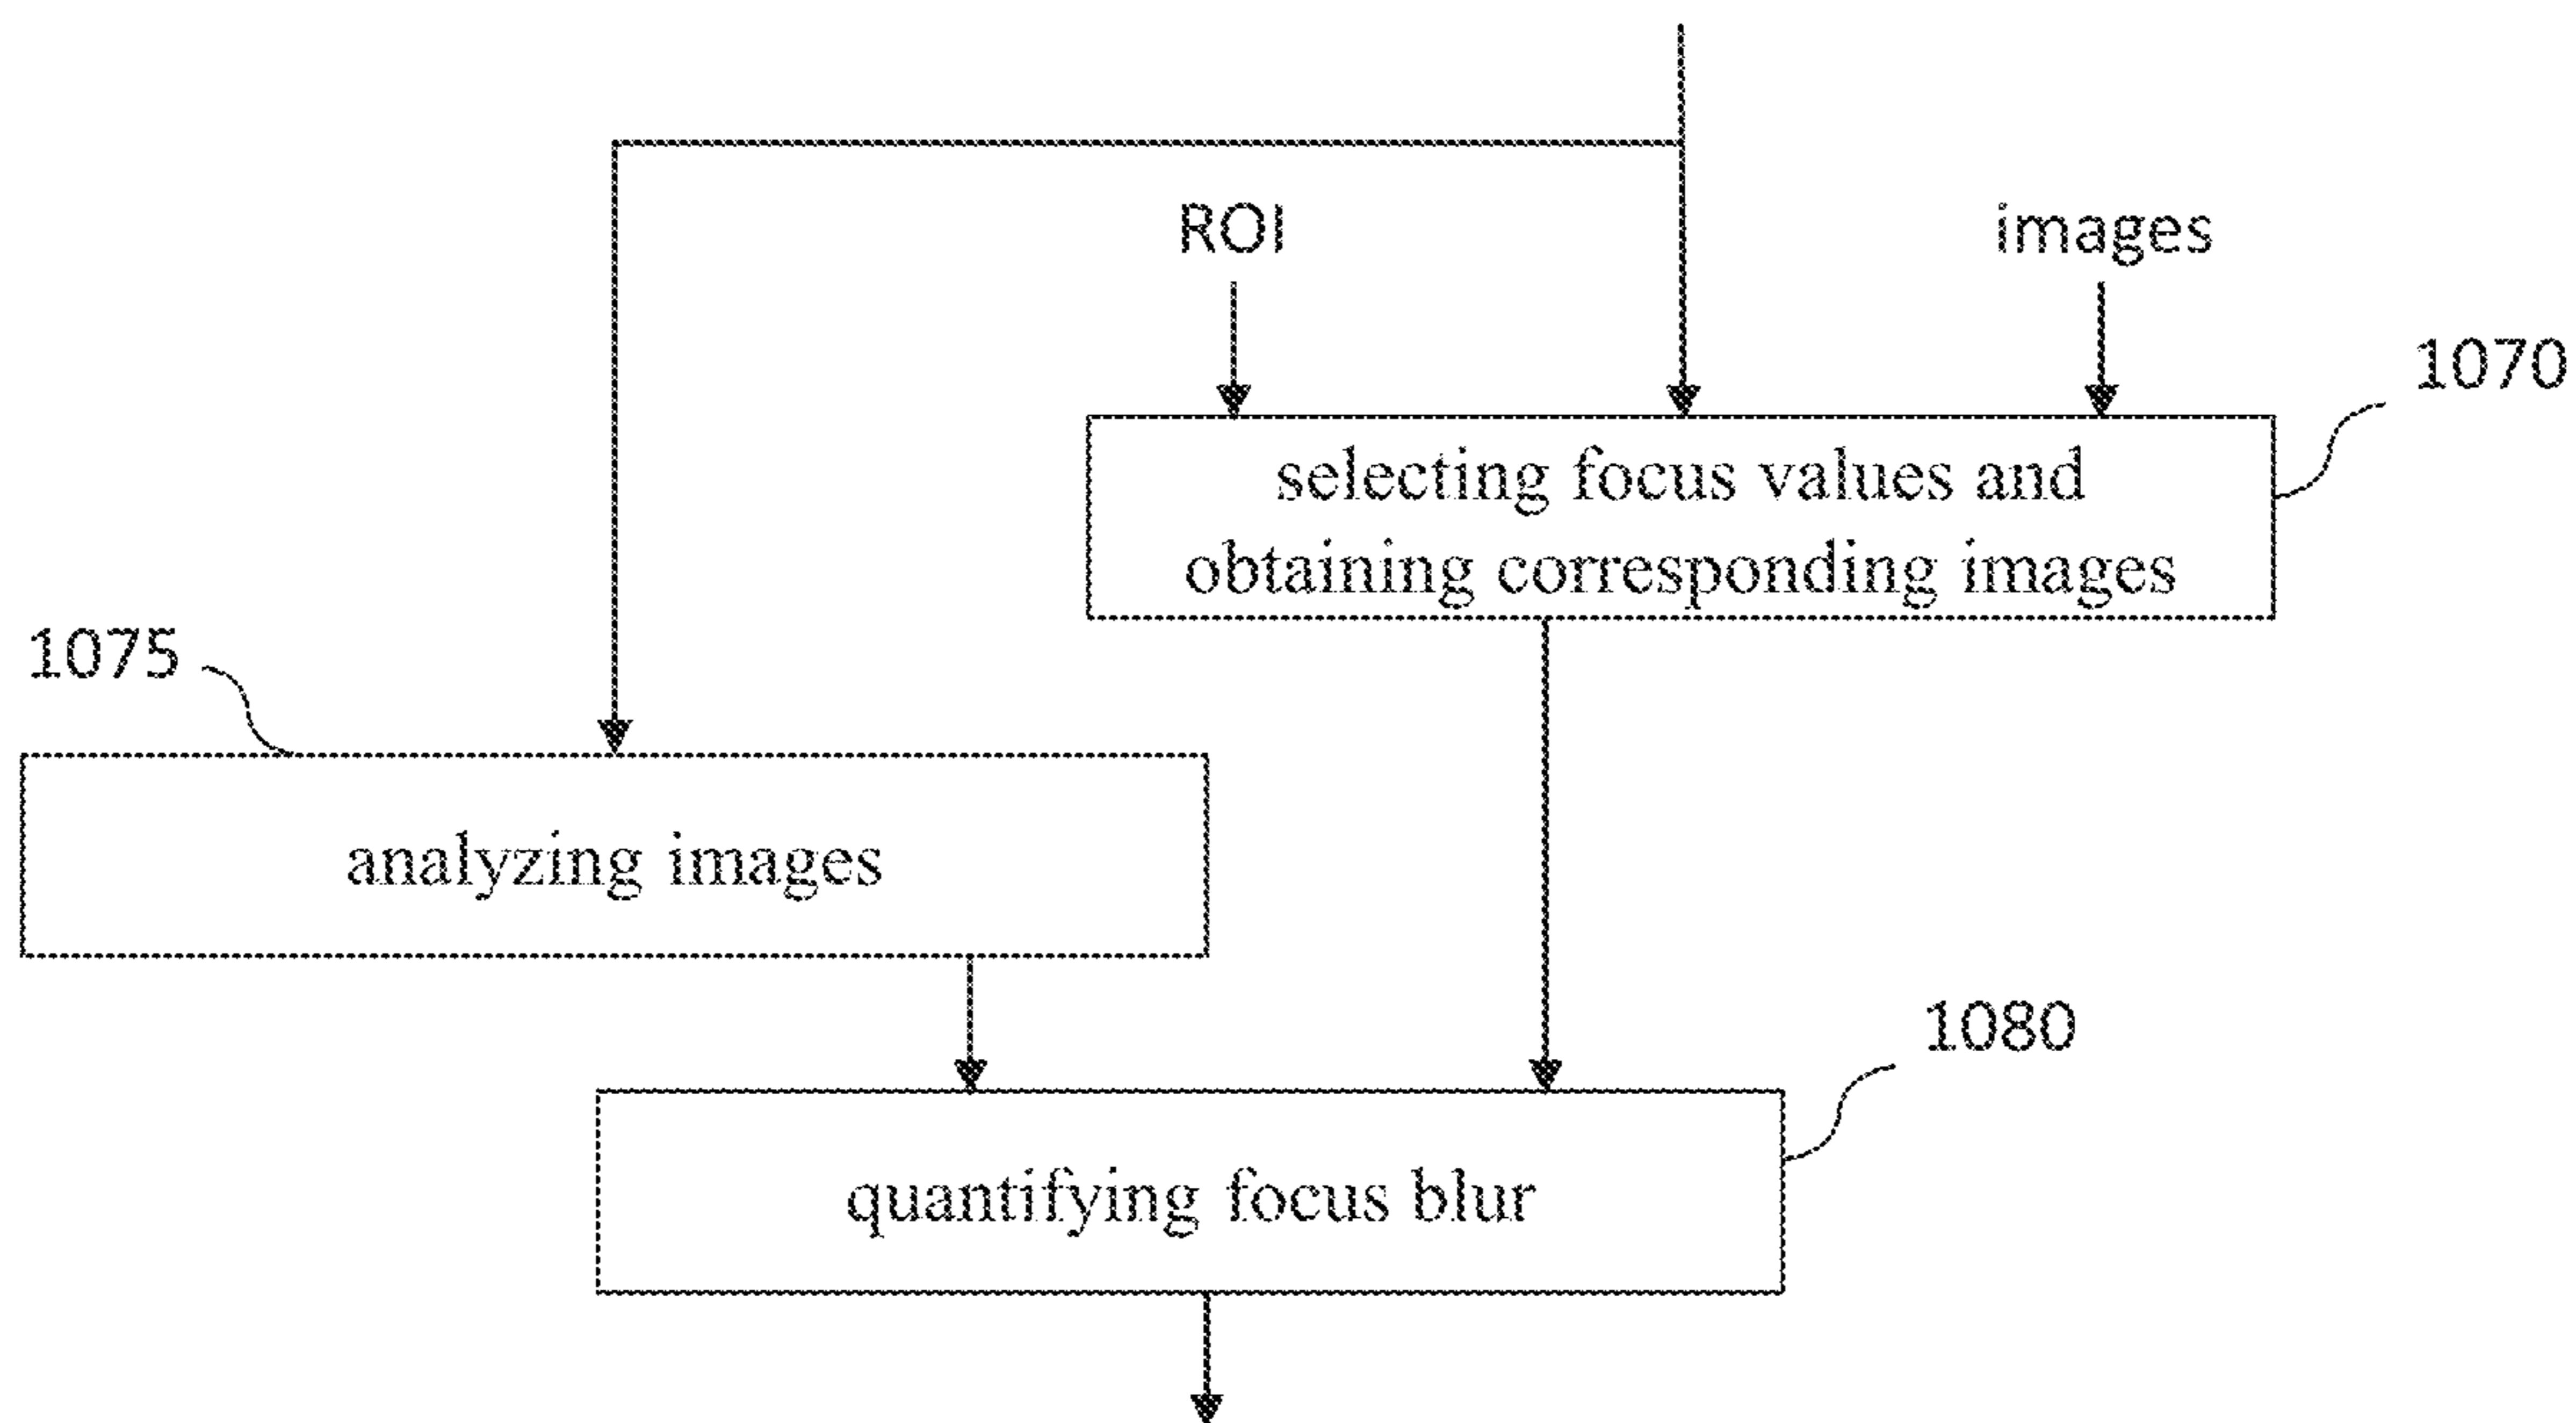 ROI
images
1070
selecting focus values and
obtaining corresponding images
1075
analyzing images
1080
quantifying focus blur